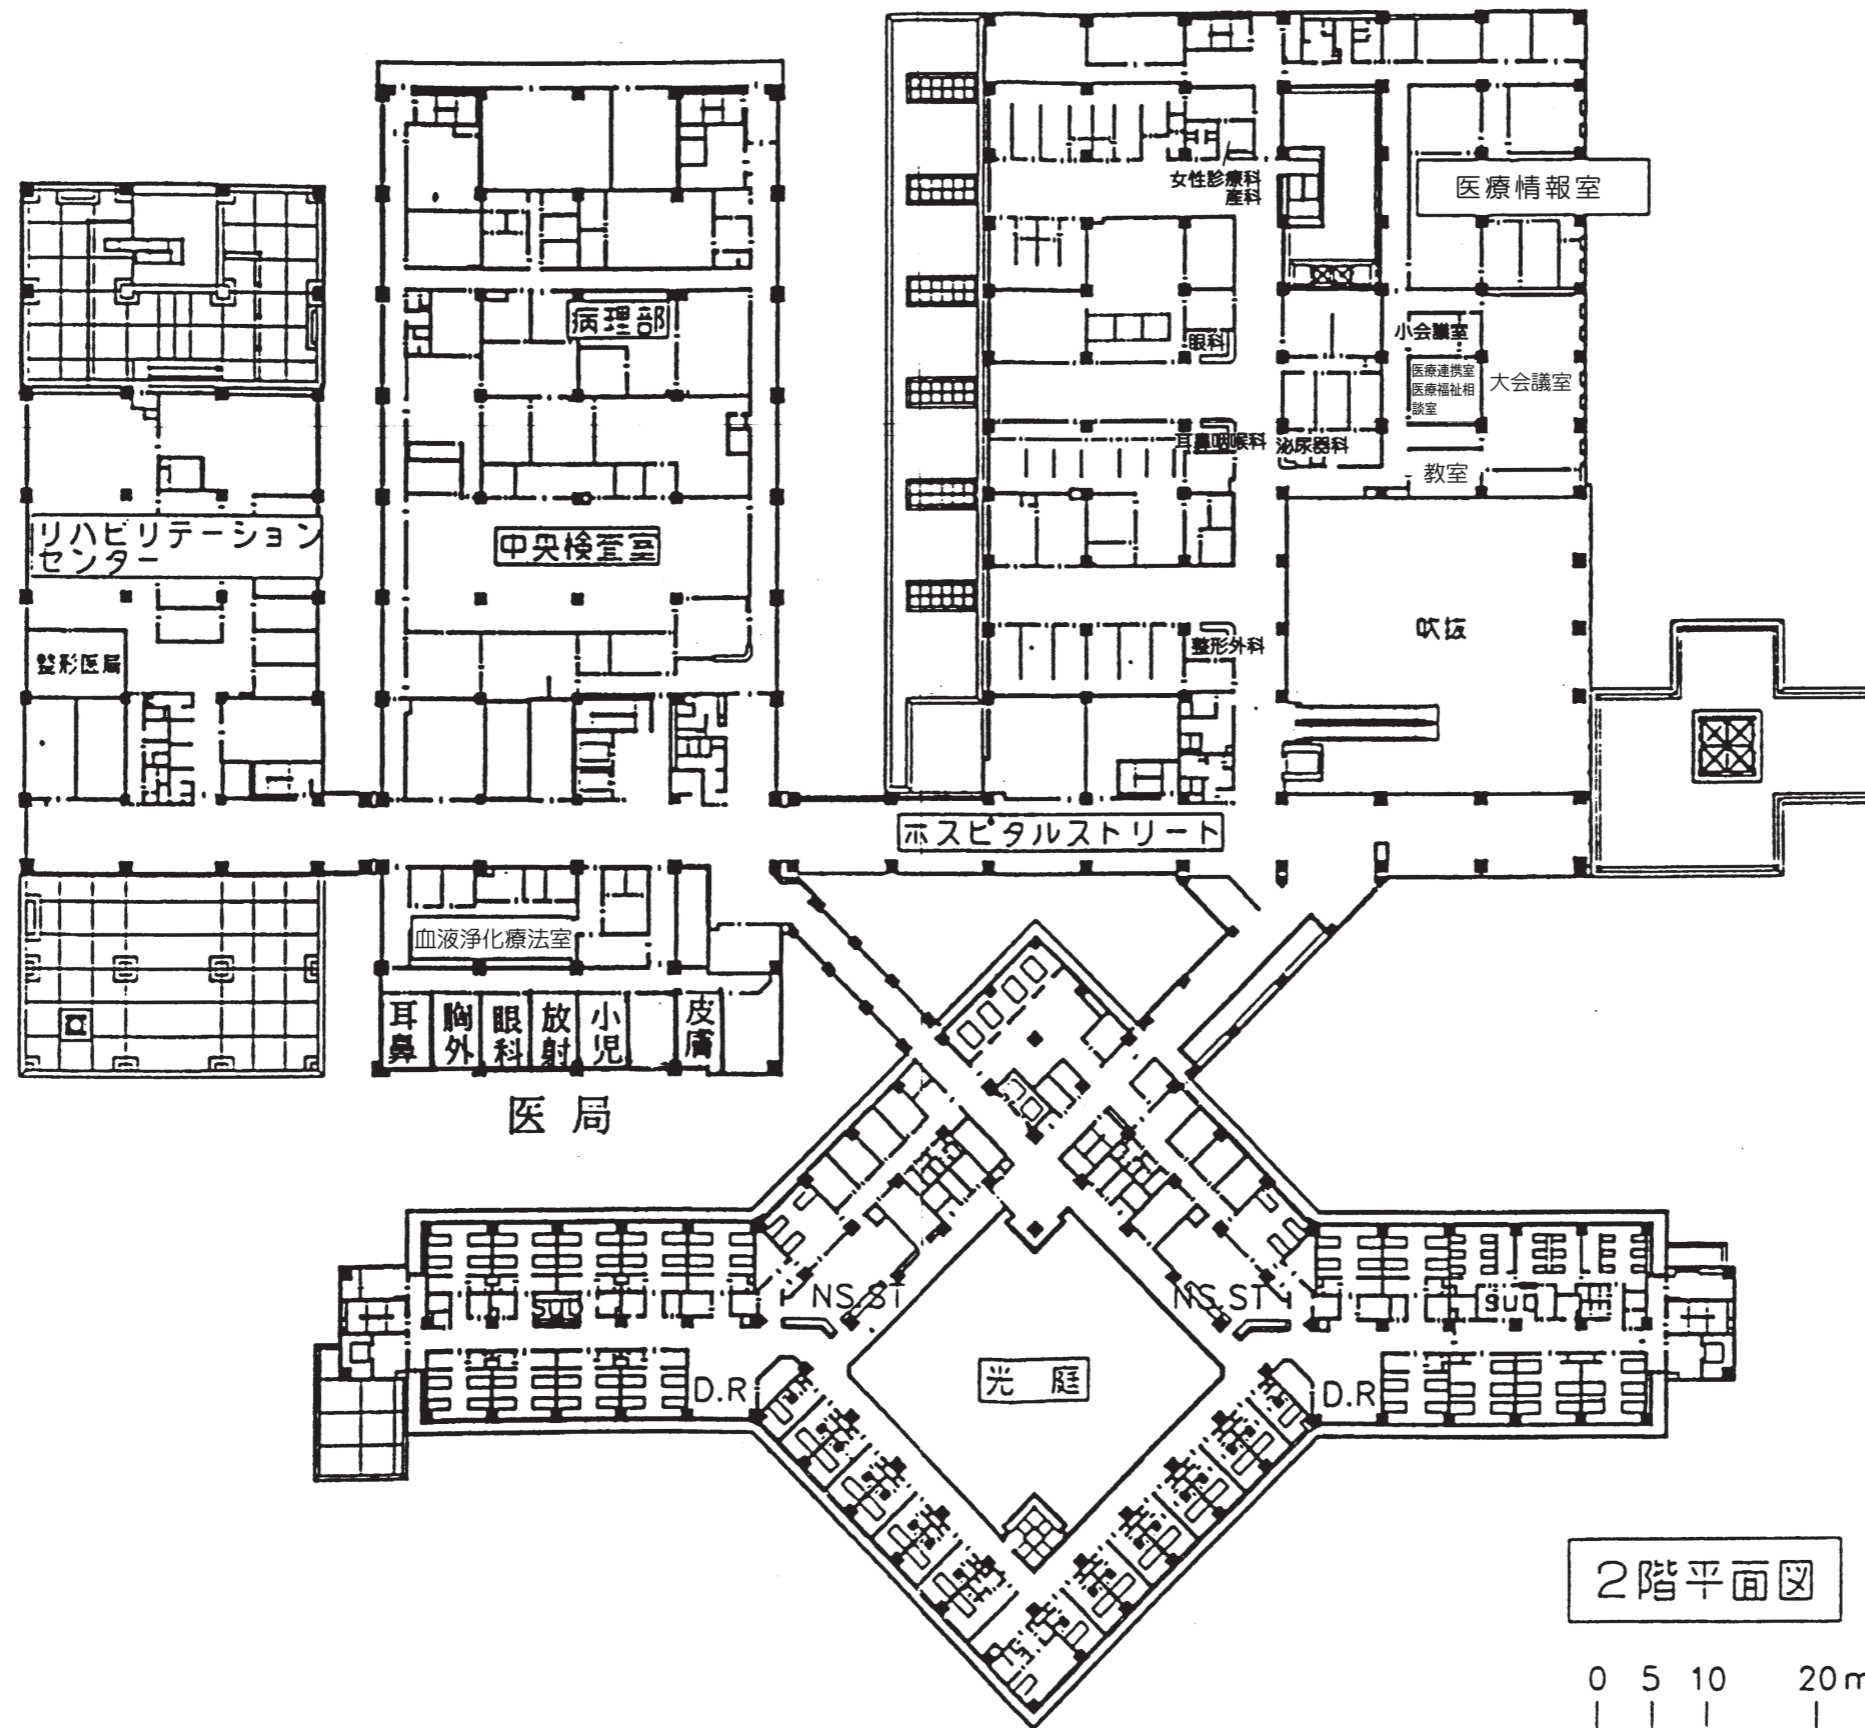 女性診療科
産科
医療情報室
病理部
眼科
小会議室
医療連携室
医療福祉相
談室
大会議室
耳鼻咽喉科
泌尿器科
教室
リハビリテーション
センター
中央検査室
吹抜
整形医局
整形外科
ホスピタルストリート
血液浄化療法室
耳鼻
胸外
眼科
放射
小児
皮膚
医局
NS.ST
NS.ST
sub
sub
D.R
光庭
D.R
2階平面図
0 5 10 20m